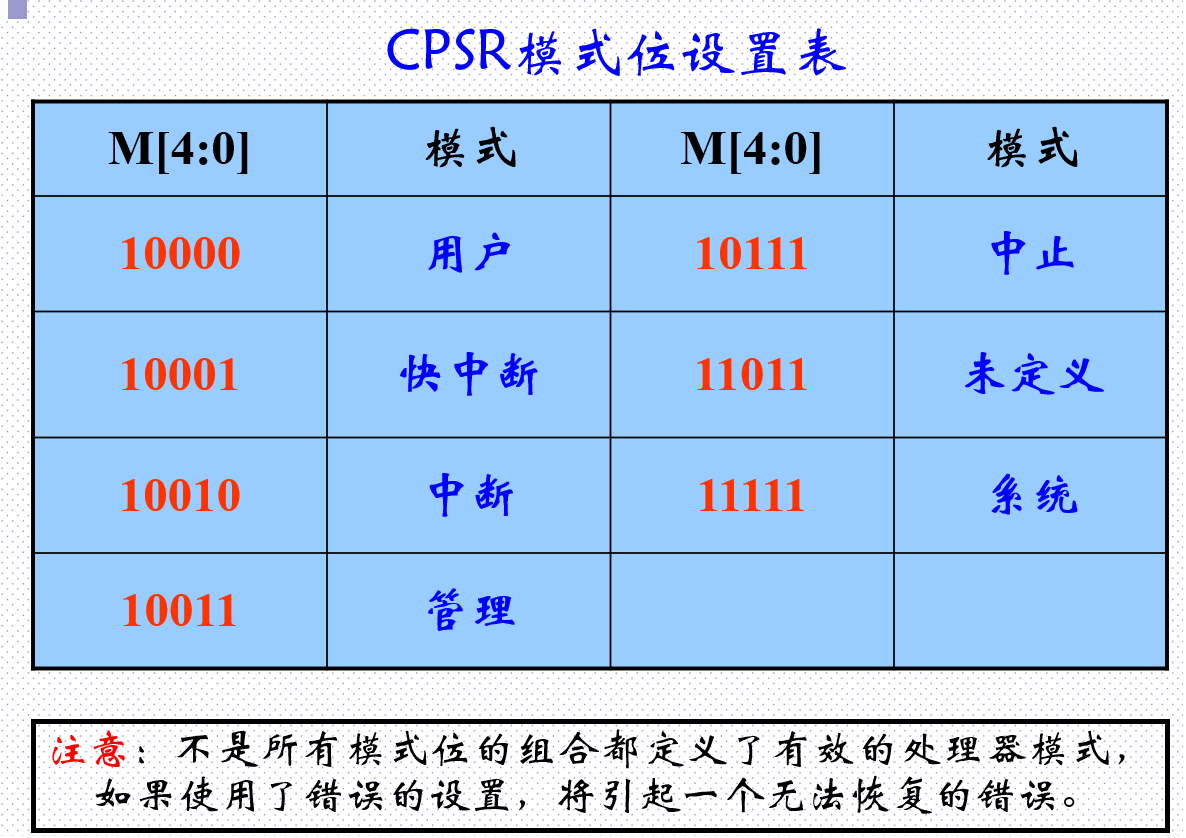 CPSR模式位设置表
M[4:0] 模式 M[4:0] 模式
10000 用户 10111 中止
10001 快中断 11011 未定义
10010 中断 11111 系统
10011 管理
注意：不是所有模式位的组合都定义了有效的处理器模式，
如果使用了错误的设置，将引起一个无法恢复的错误。